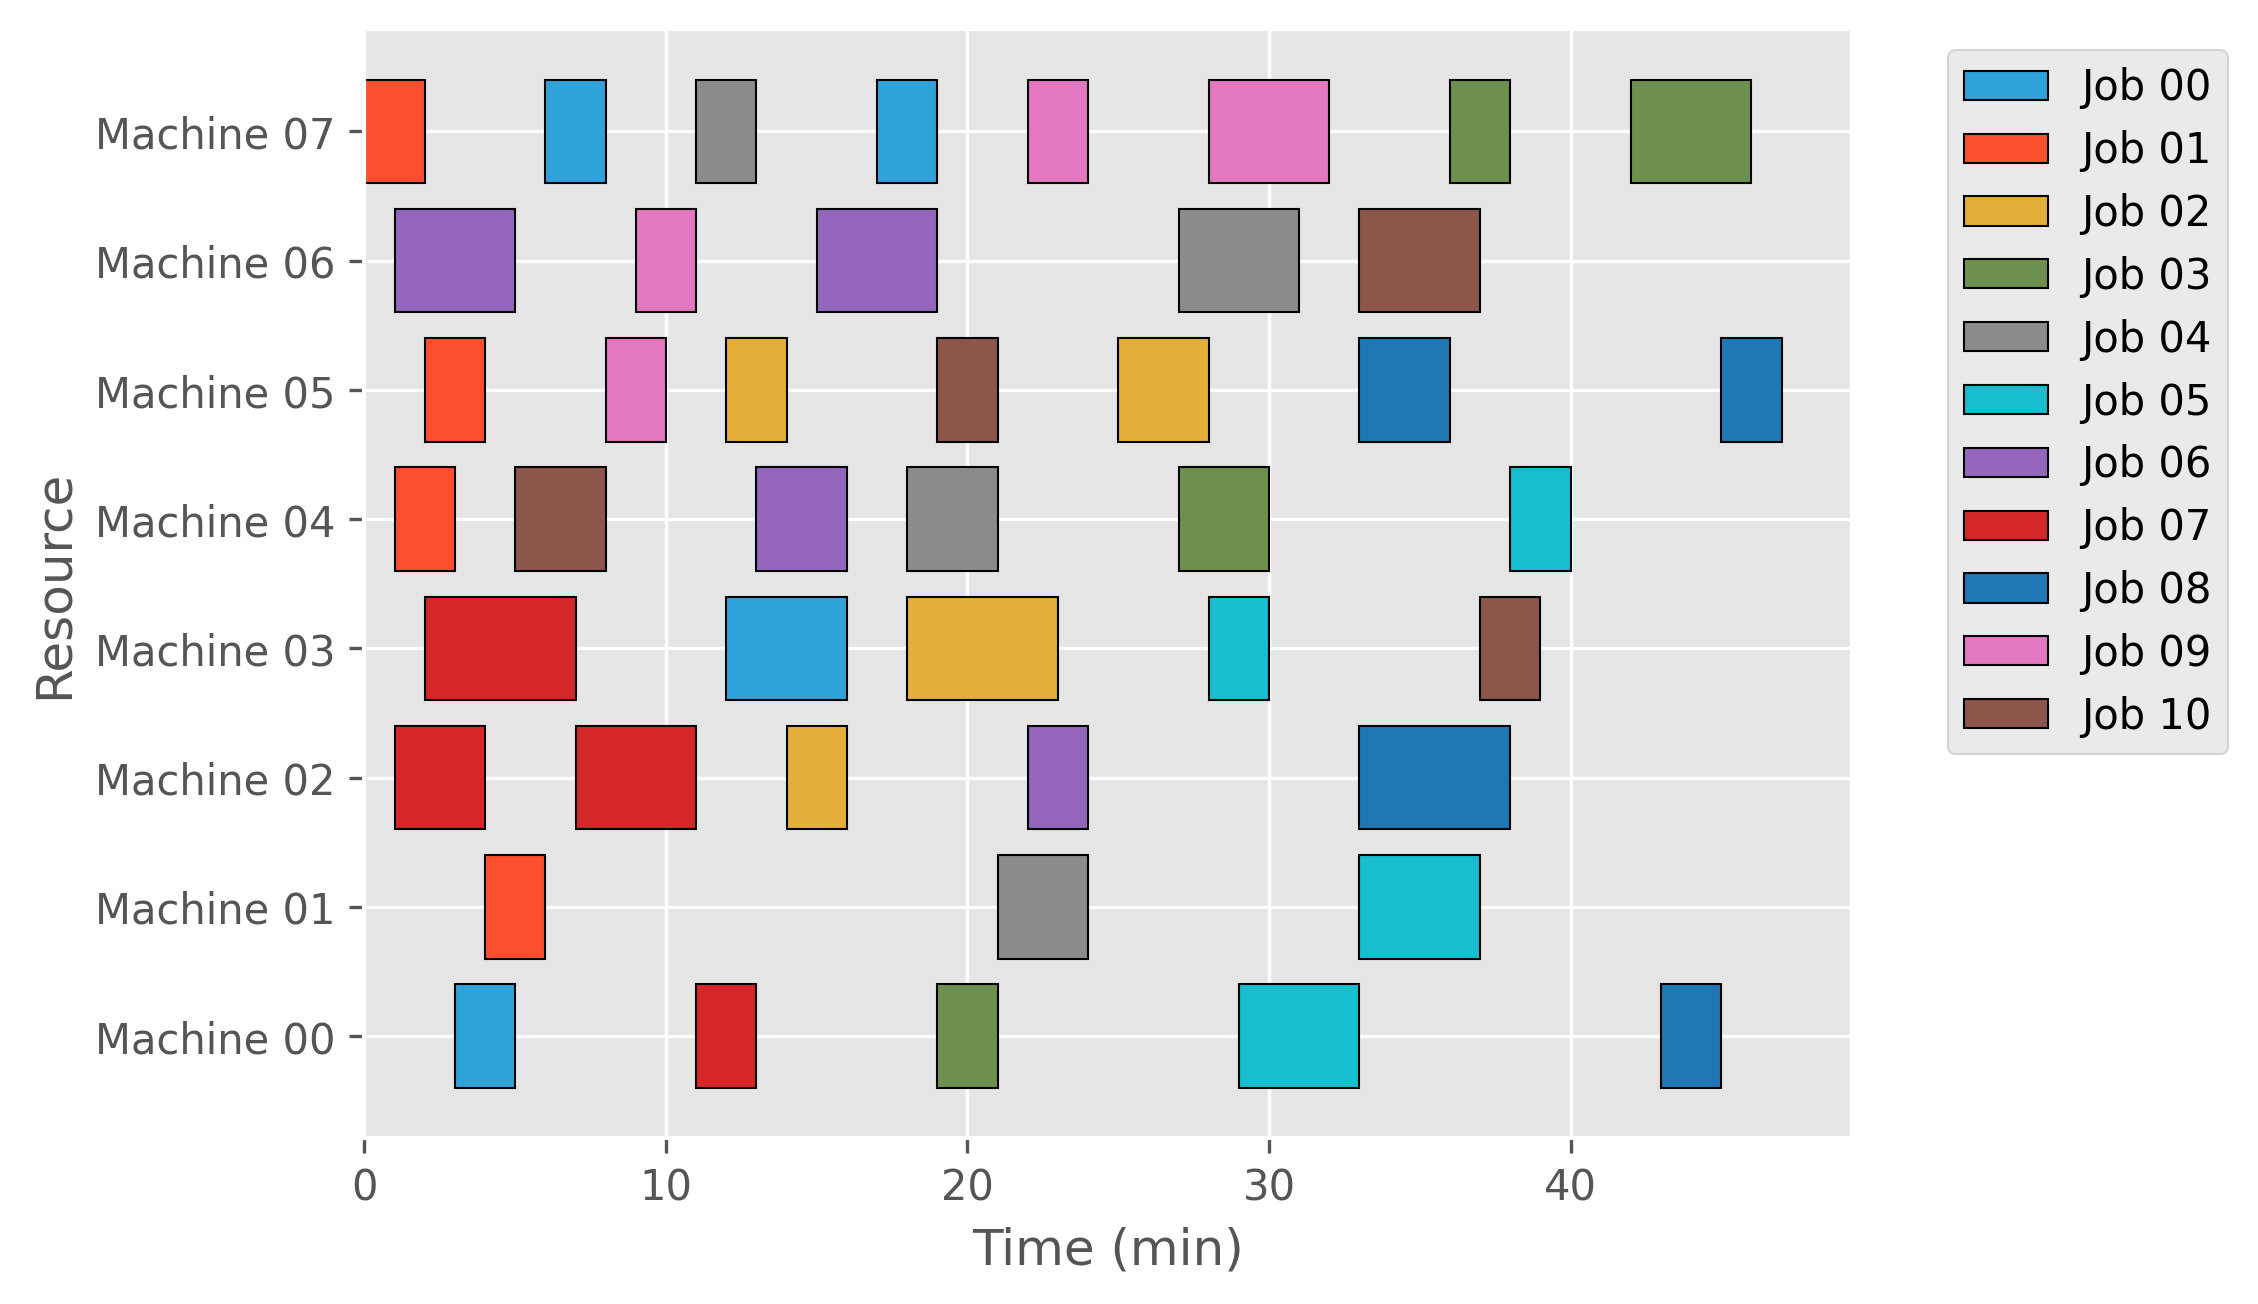 Machine 07
Machine 06
Machine 05
Machine 04
Machine 03
Machine 02
Machine 01
Machine 00
Resource
0 10 20 30 40
Time (min)
Job 00
Job 01
Job 02
Job 03
Job 04
Job 05
Job 06
Job 07
Job 08
Job 09
Job 10